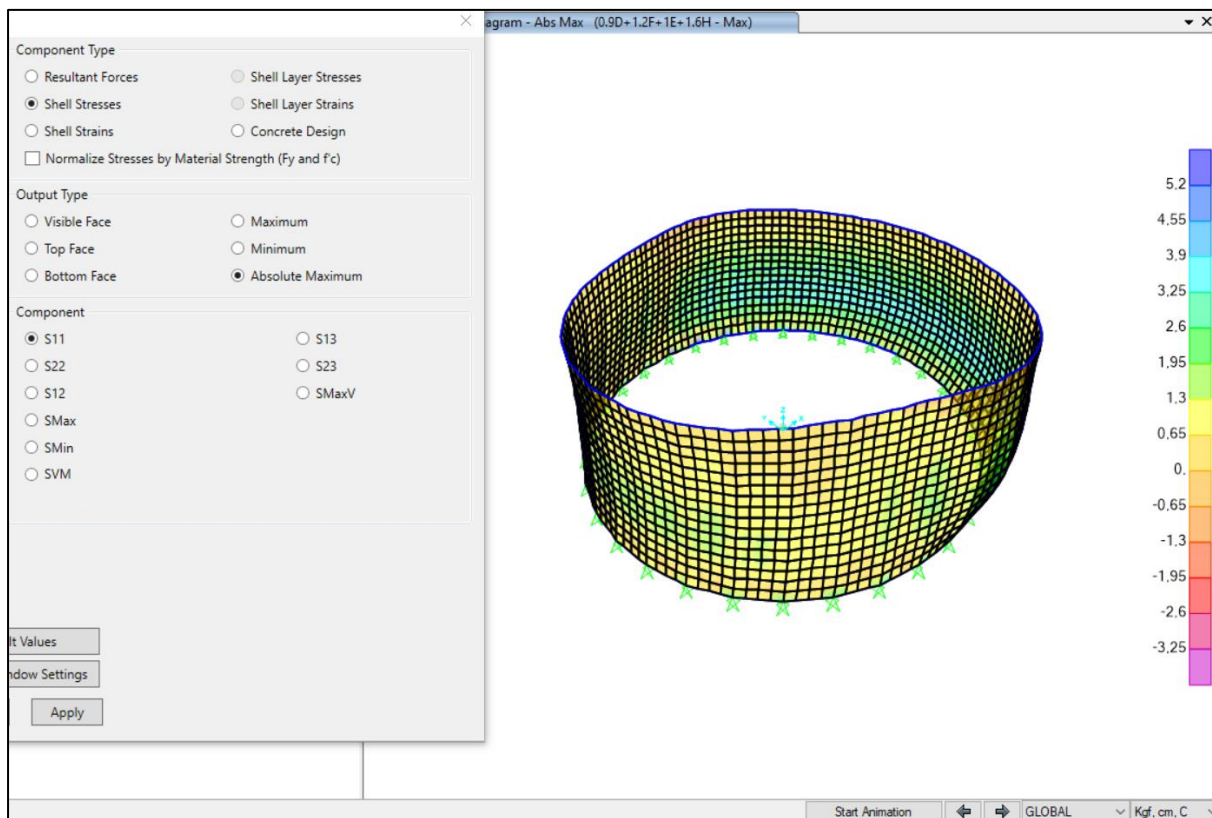 agram - Abs Max (0.9D+1.2F+1E+1.6H - Max)
Component Type
Resultant Forces
Shell Layer Stresses
Shell Stresses
Shell Layer Strains
Shell Strains
Concrete Design
Normalize Stresses by Material Strength (Fy and f'c)
Output Type
Visible Face
Maximum
Top Face
Minimum
Bottom Face
Absolute Maximum
Component
S11
S13
S22
S23
S12
SMaxV
SMax
SMin
SVM
lt Values
ndow Settings
Apply
5,2
4,55
3,9
3,25
2,6
1,95
1,3
0,65
0,
-0,65
-1,3
-1,95
-2,6
-3,25
Z
Y
X
Start Animation
GLOBAL
Kgf, cm, C